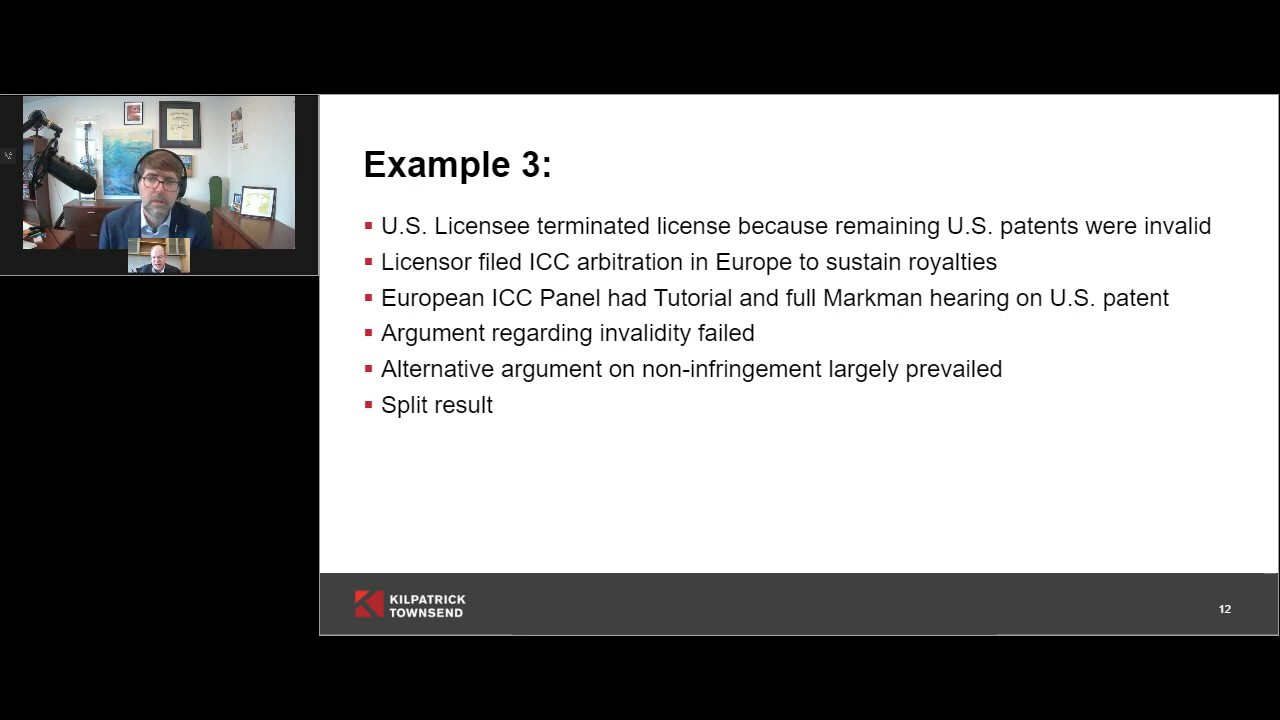 Example 3:
U.S. Licensee terminated license because remaining U.S. patents were invalid
Licensor filed ICC arbitration in Europe to sustain royalties
European ICC Panel had Tutorial and full Markman hearing on U.S. patent
Argument regarding invalidity failed
Alternative argument on non-infringement largely prevailed
Split result
KILPATRICK
TOWNSEND
12